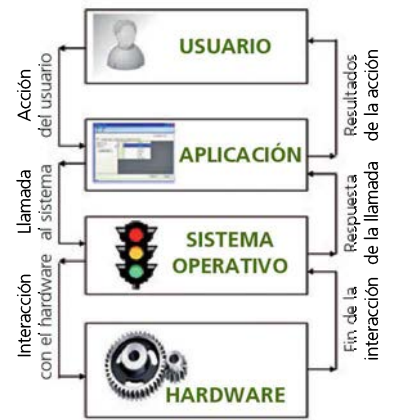 USUARIO
Acción
del usuario
Resultados
de la acción
APLICACIÓN
Llamada
al sistema
Respuesta
de la llamada
SISTEMA
OPERATIVO
Interacción
con el hardware
Fin de la
interacción
HARDWARE